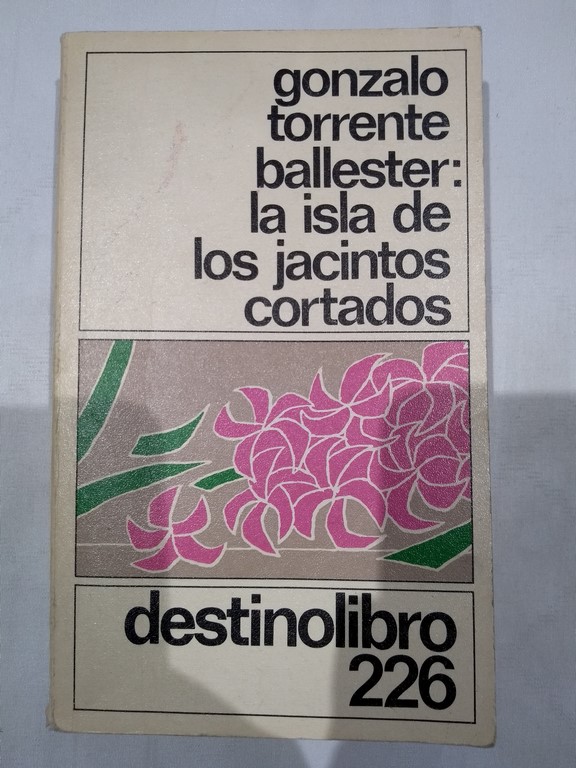 gonzalo
torrente
ballester:
la isla de
los jacintos
cortados
destinolibro
226